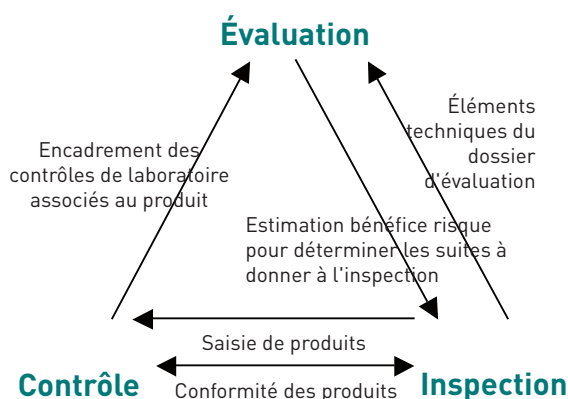 Évaluation
Éléments
techniques du
dossier
d'évaluation
Encadrement des
contrôles de laboratoire
associés au produit
Estimation bénéfice risque
pour déterminer les suites à
donner à l'inspection
Saisie de produits
Contrôle
Conformité des produits
Inspection